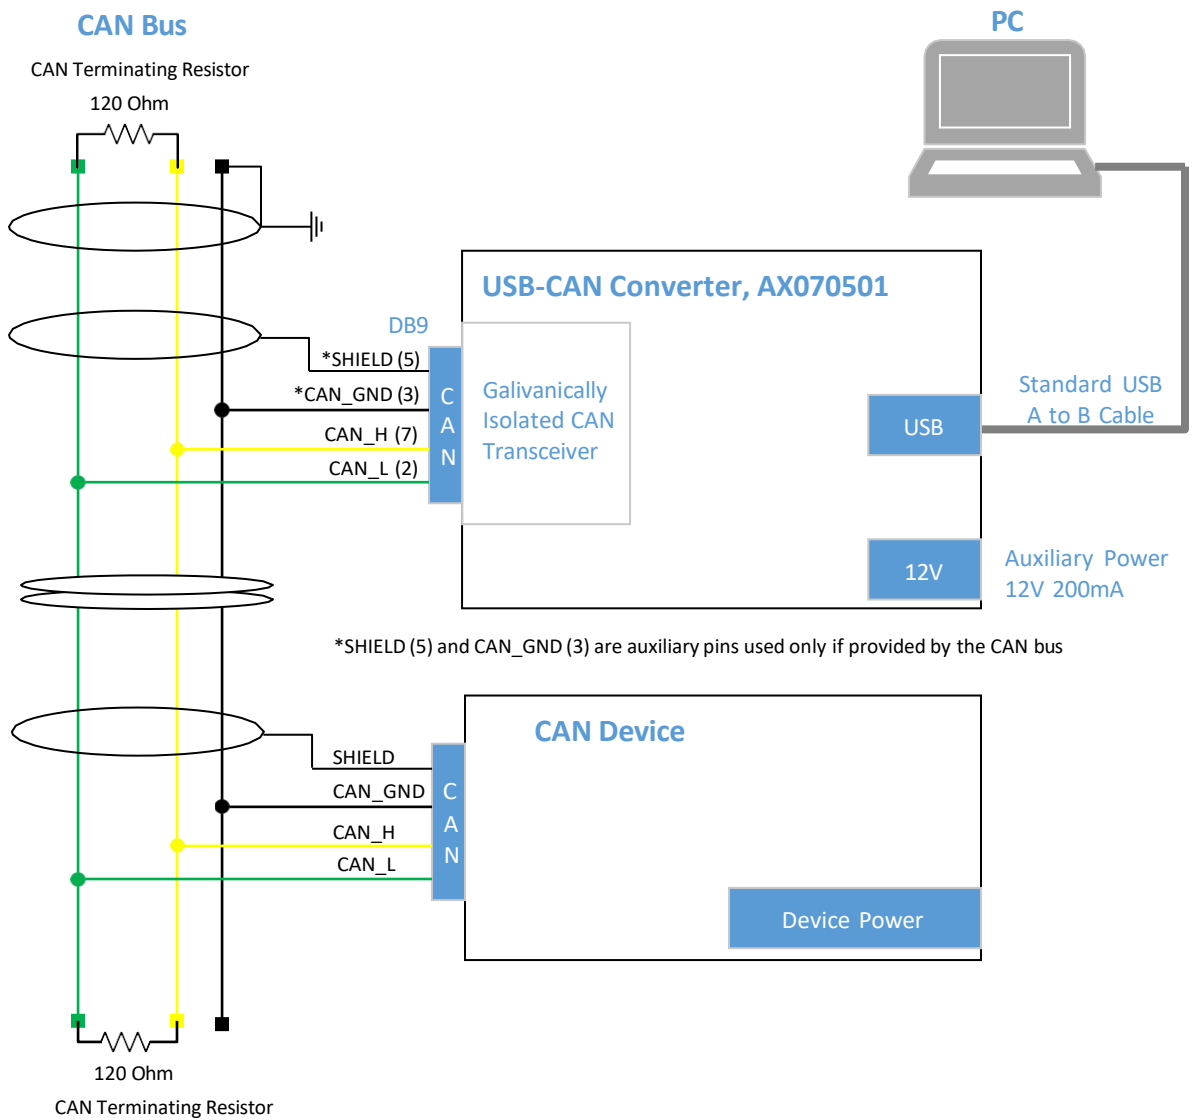 CAN Bus
PC
CAN Terminating Resistor
120 Ohm
USB-CAN Converter, AX070501
DB9
*SHIELD (5)
*CAN_GND (3)
CAN_H (7)
CAN_L (2)
C
A
N
Galivanically
Isolated CAN
Transceiver
USB
Standard USB
A to B Cable
12V
Auxiliary Power
12V 200mA
*SHIELD (5) and CAN_GND (3) are auxiliary pins used only if provided by the CAN bus
CAN Device
SHIELD
CAN_GND
CAN_H
CAN_L
C
A
N
Device Power
120 Ohm
CAN Terminating Resistor